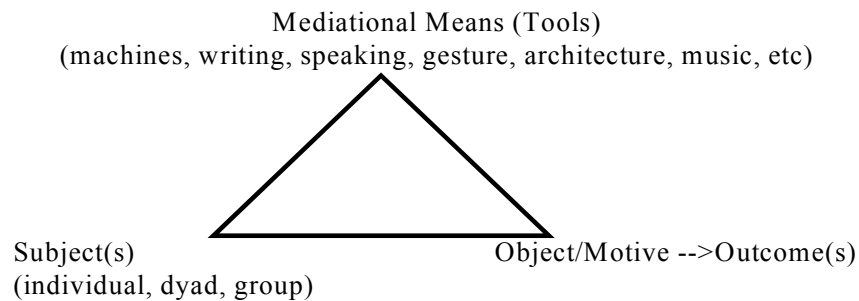 Mediational Means (Tools)
(machines, writing, speaking, gesture, architecture, music, etc)
Subject(s)
Object/Motive -->Outcome(s)
(individual, dyad, group)